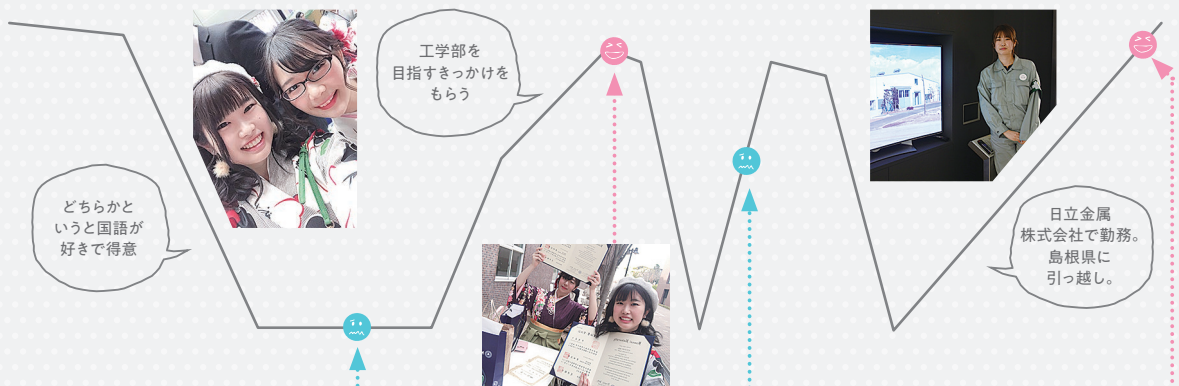 どちらかと
いうと国語が
好きで得意
工学部を
目指すきっかけを
もらう
日立金属
株式会社で勤務。
島根県に
引っ越し。